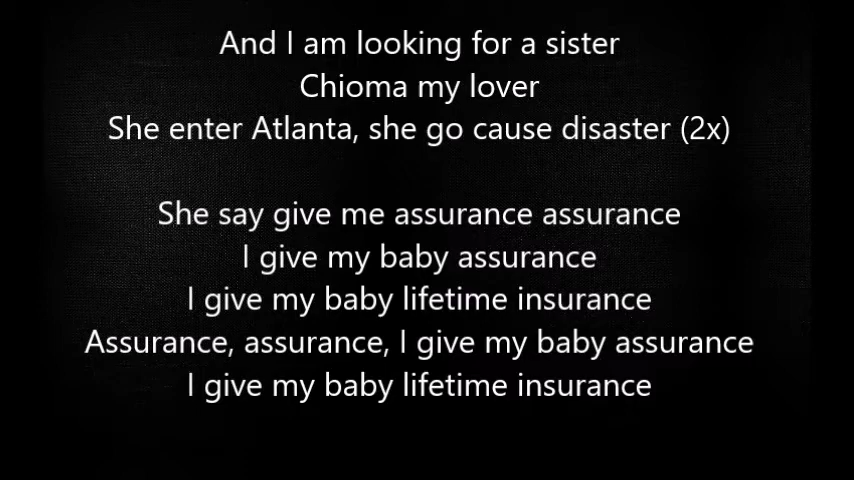 And I am looking for a sister
Chioma my lover
She enter Atlanta, she go cause disaster (2x)
She say give me assurance assurance
I give my baby assurance
I give my baby lifetime insurance
Assurance, assurance, I give my baby assurance
I give my baby lifetime insurance